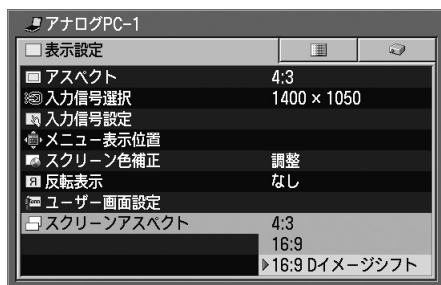 アナログPC-1
表示設定
アスペクト 4:3
入力信号選択 1400 × 1050
入力信号設定
メニュー表示位置
スクリーン色補正 調整
反転表示 なし
ユーザー画面設定
スクリーンアスペクト 4:3
16:9
16:9 Dイメージシフト